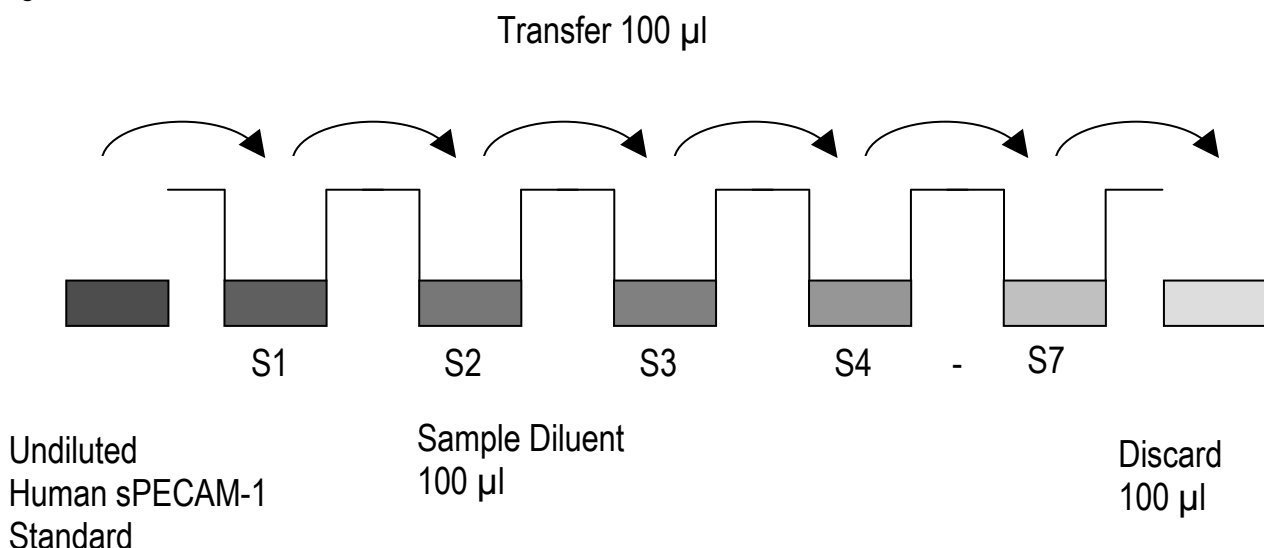 Transfer 100 µl
S1 S2 S3 S4 - S7
Undiluted
Human sPECAM-1
Standard
Sample Diluent
100 µl
Discard
100 µl